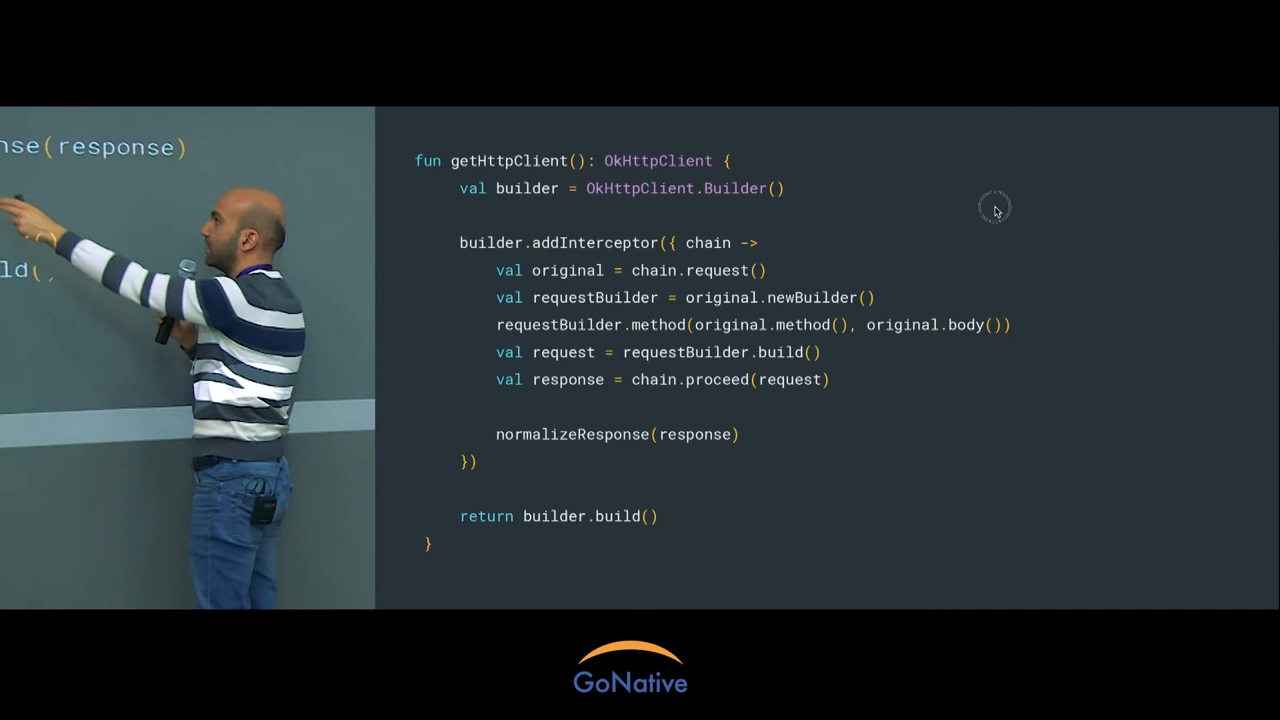 nse(response)
ld(
fun getHttpClient(): OkHttpClient {
val builder = OkHttpClient.Builder()
builder.addInterceptor({ chain ->
val original = chain.request()
val requestBuilder = original.newBuilder()
requestBuilder.method(original.method(), original.body())
val request = requestBuilder.build()
val response = chain.proceed(request)
normalizeResponse(response)
})
return builder.build()
}
GoNative